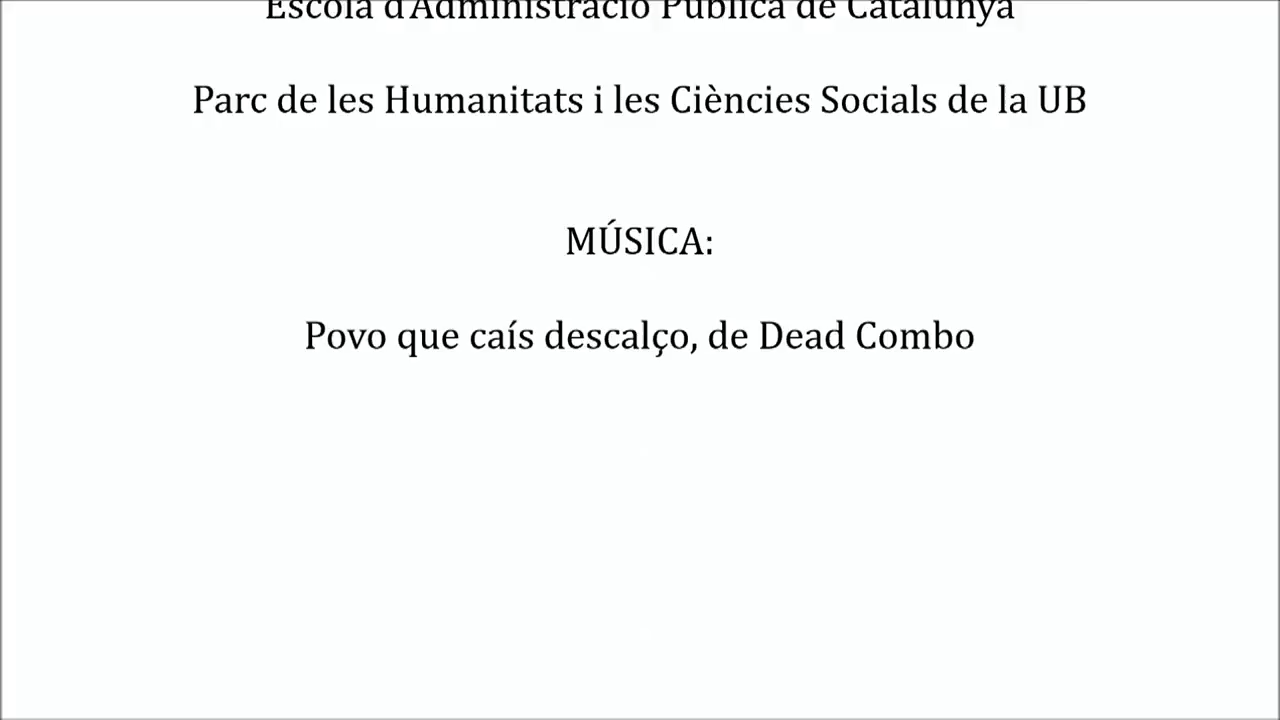 Escola d'Administració Pública de Catalunya
Parc de les Humanitats i les Ciències Socials de la UB
MÚSICA:
Povo que caís descalço, de Dead Combo